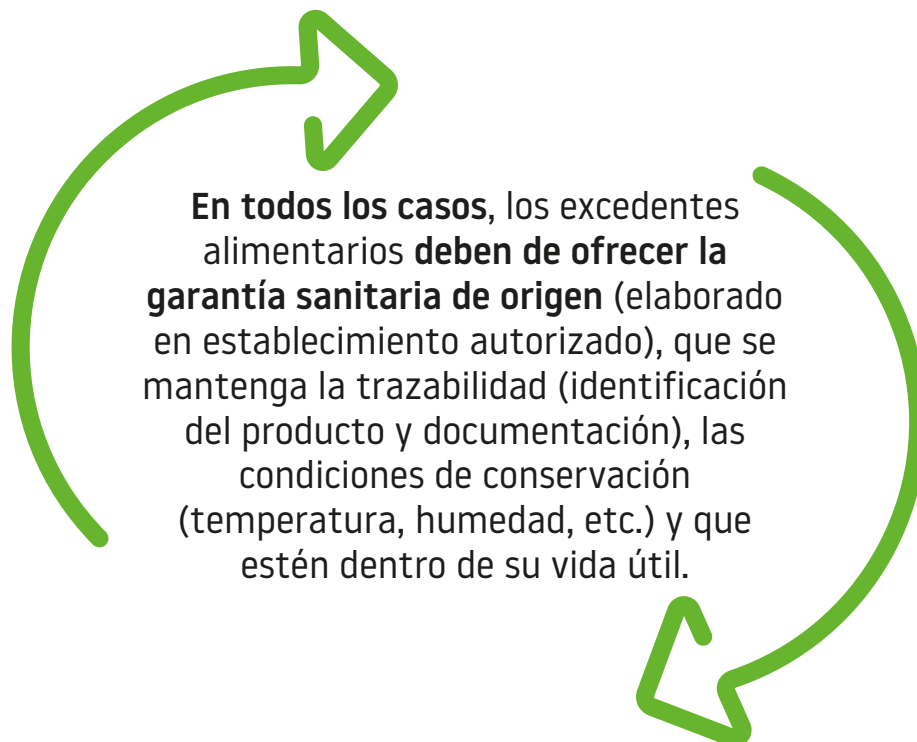 En todos los casos, los excedentes
alimentarios deben de ofrecer la
garantía sanitaria de origen (elaborado
en establecimiento autorizado), que se
mantenga la trazabilidad (identificación
del producto y documentación), las
condiciones de conservación
(temperatura, humedad, etc.) y que
estén dentro de su vida útil.